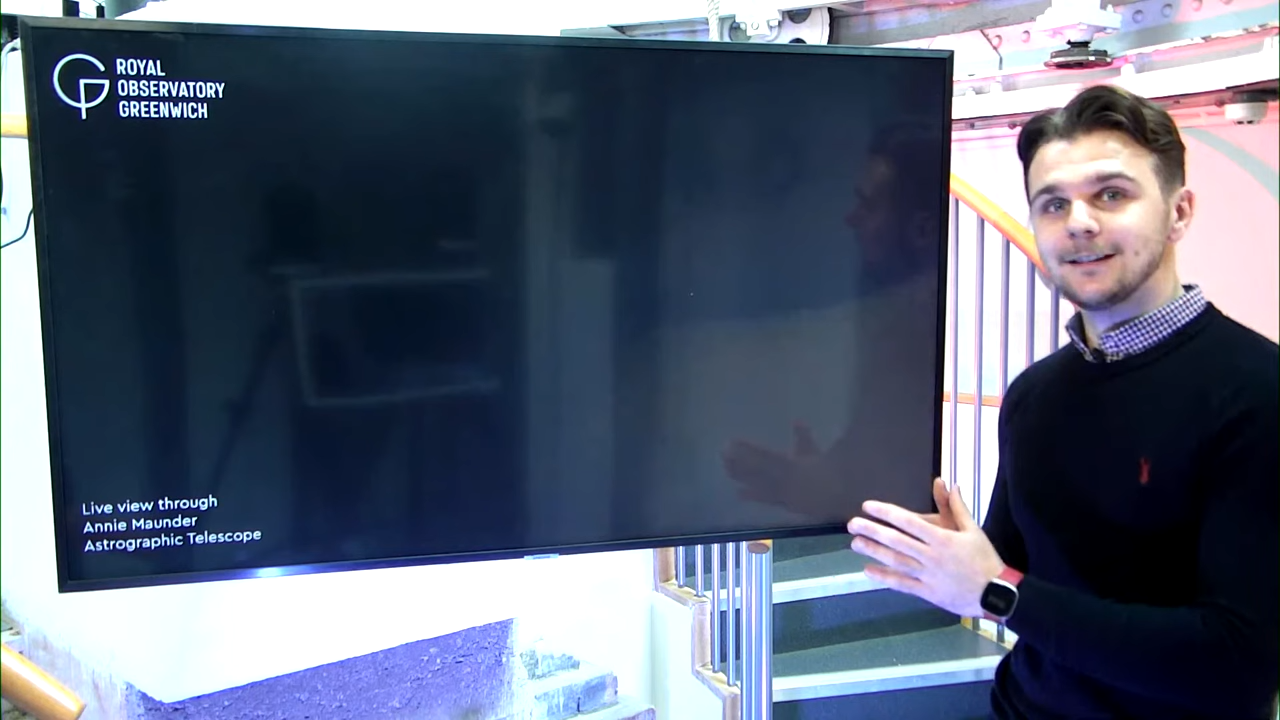 ROYAL
OBSERVATORY
GREENWICH
Live view through
Annie Maunder
Astrographic Telescope